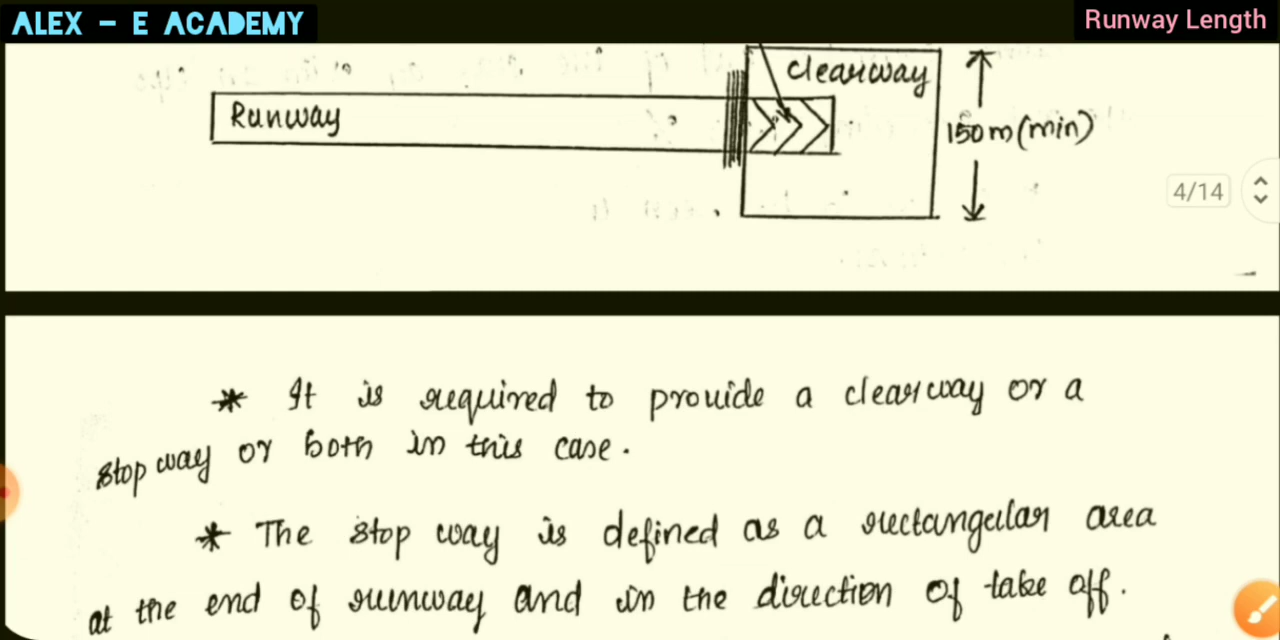 ALEX - E ACADEMY
Runway Length
clearway
Runway
150m (min)
4/14
* It is required to provide a clearway or a
stop way or both in this case.
* The stop way is defined as a rectangular area
at the end of runway and in the direction of take off.